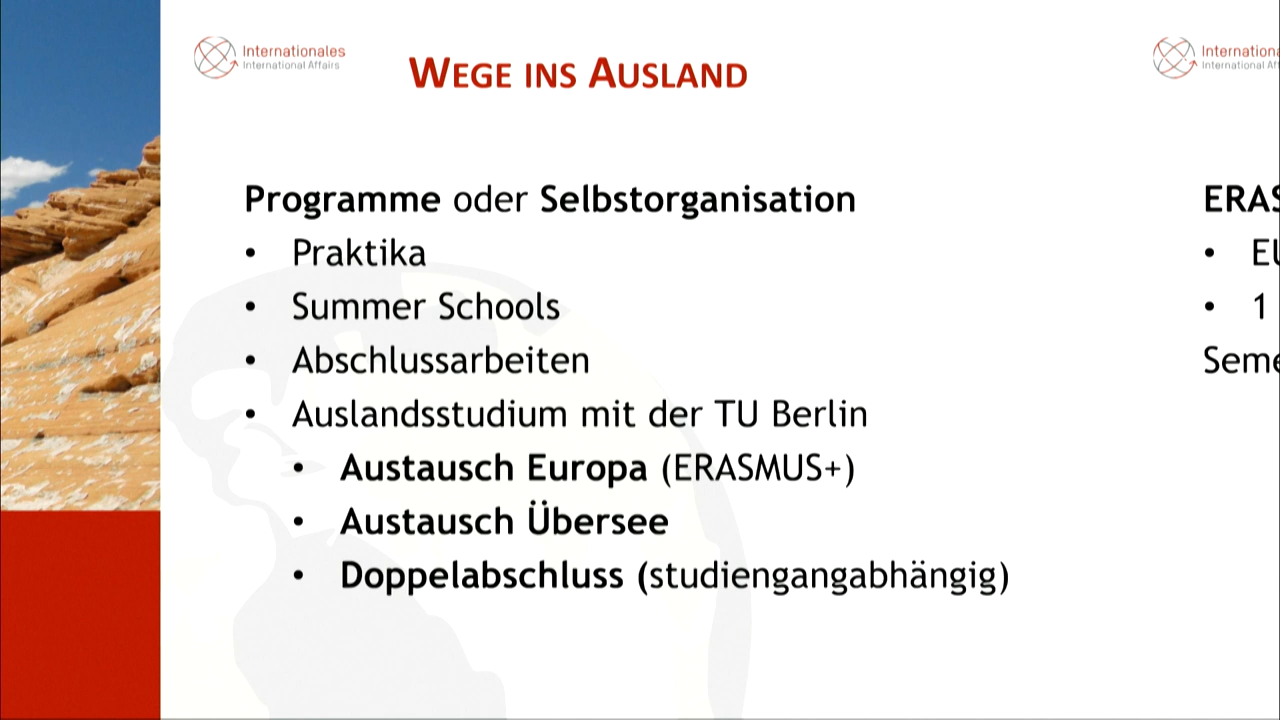 Internationales
International Affairs
WEGE INS AUSLAND
Programme oder Selbstorganisation
• Praktika
• Summer Schools
• Abschlussarbeiten
• Auslandsstudium mit der TU Berlin
• Austausch Europa (ERASMUS+)
• Austausch Übersee
• Doppelabschluss (studiengangabhängig)
• 1